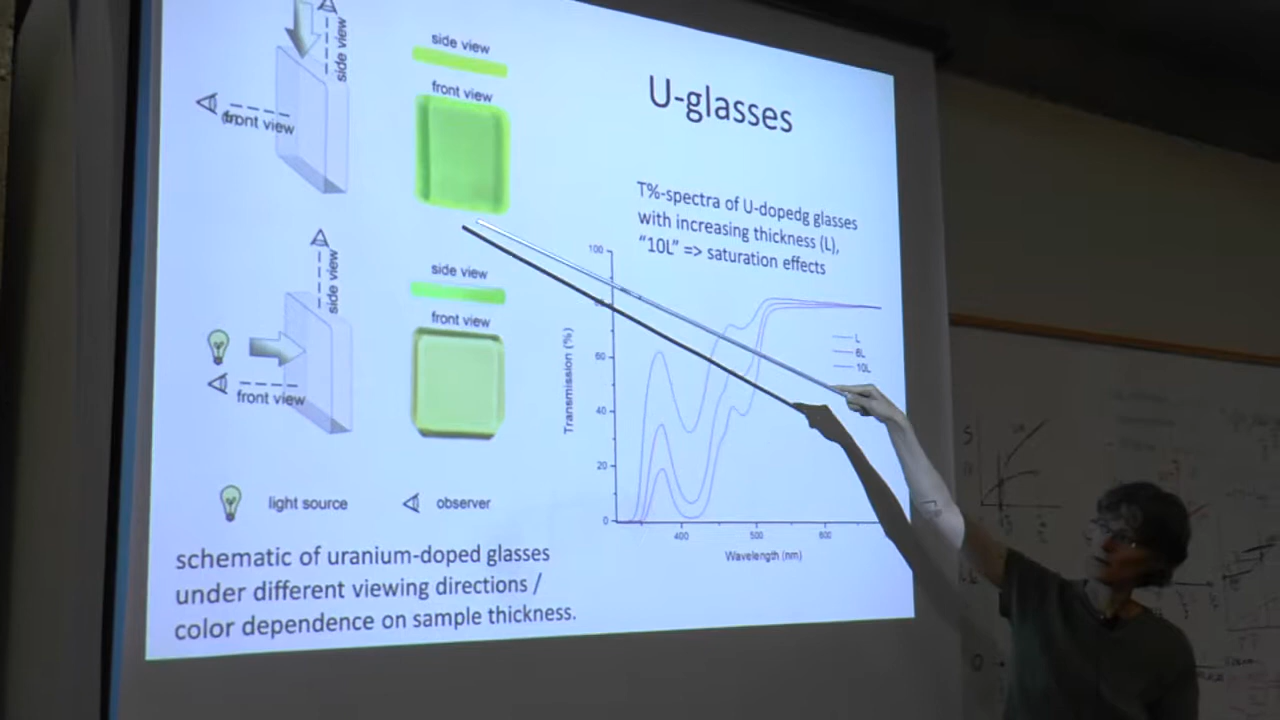 U-glasses
side view
side view
front view
front view
T%-spectra of U-dopedg glasses
with increasing thickness (L),
"10L" => saturation effects
side view
side view
front view
front view
100
60
40
20
0
Transmission (%)
L
6L
10L
400
500
600
Wavelength (nm)
light source
observer
schematic of uranium-doped glasses
under different viewing directions /
color dependence on sample thickness.